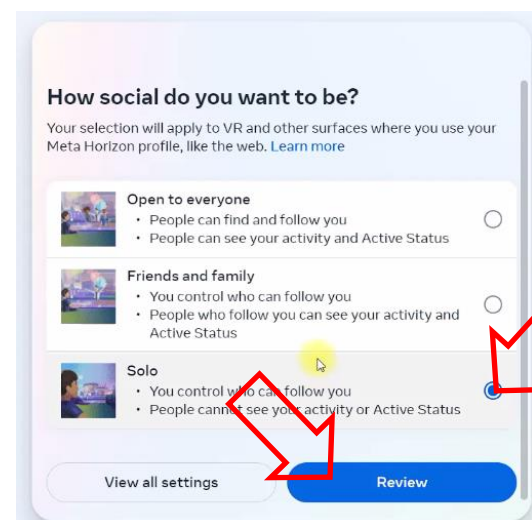 How social do you want to be?
Your selection will apply to VR and other surfaces where you use your
Meta Horizon profile, like the web. Learn more
Open to everyone
• People can find and follow you
• People can see your activity and Active Status
Friends and family
• You control who can follow you
• People who follow you can see your activity and
Active Status
Solo
• You control who can follow you
• People cannot see your activity or Active Status
View all settings
Review